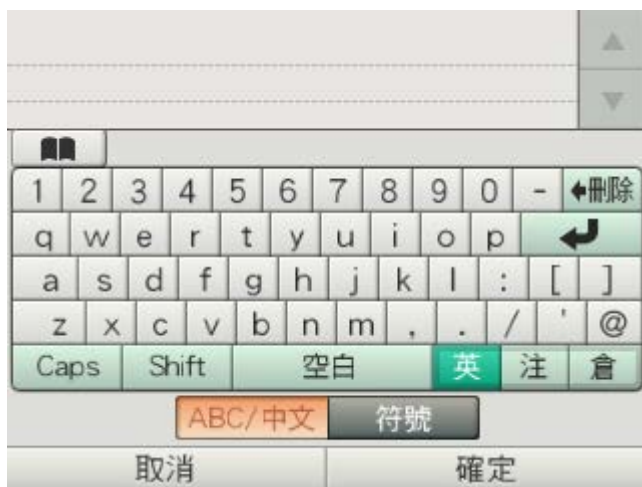 1 2 3 4 5 6 7 8 9 0 - 刪除
q w e r t y u i o p
a s d f g h j k l : [ ]
z x c v b n m , . / ' @
Caps Shift 空白 英 注 倉
ABC/中文 符號
取消 確定